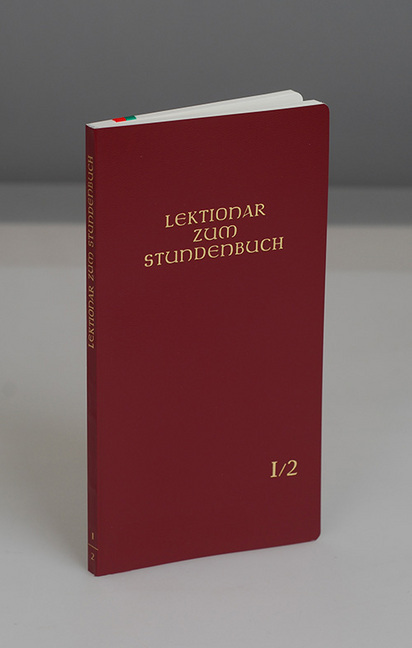 LEKTIONAR
ZUM
STUNDENBUCH
I/2
LEKTIONAR ZUM STUNDENBUCH
I
2